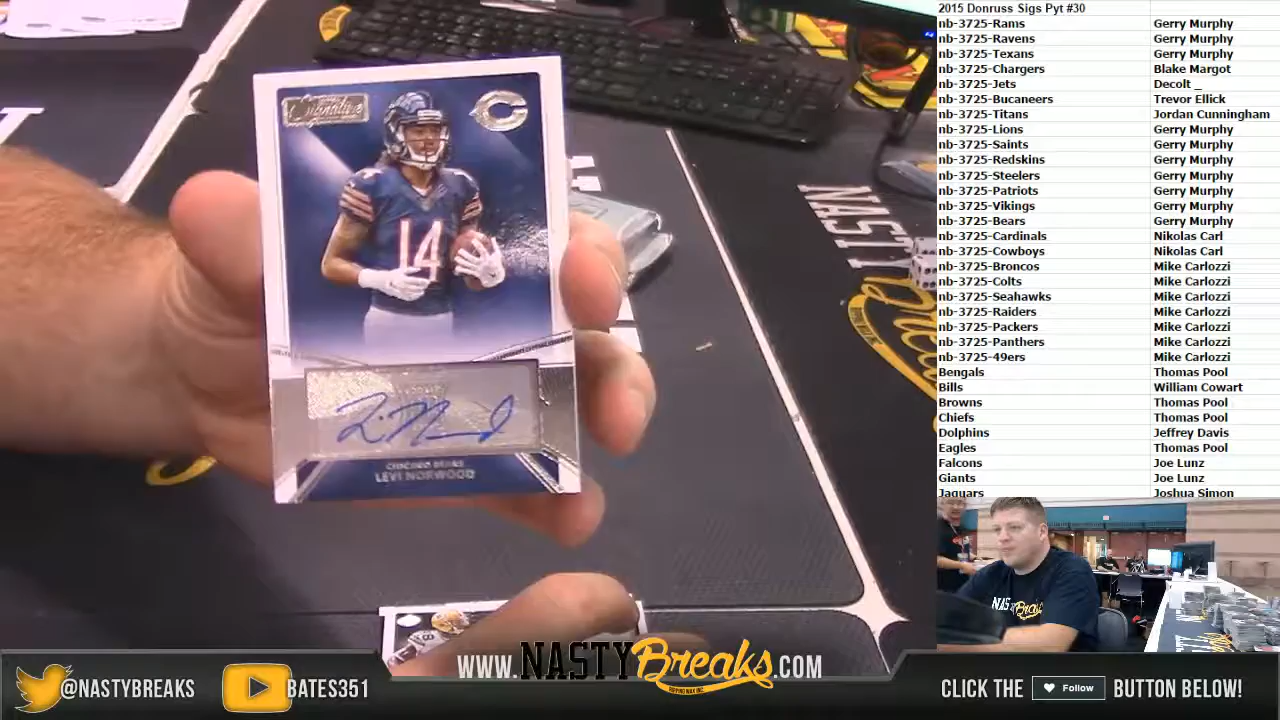 2015 Donruss Sigs Pyt #30
nb-3725-Rams Gerry Murphy
nb-3725-Ravens Gerry Murphy
nb-3725-Texans Gerry Murphy
nb-3725-Chargers Blake Margot
nb-3725-Jets Decolt _
nb-3725-Bucaneers Trevor Ellick
nb-3725-Titans Jordan Cunningham
nb-3725-Lions Gerry Murphy
nb-3725-Saints Gerry Murphy
nb-3725-Redskins Gerry Murphy
nb-3725-Steelers Gerry Murphy
nb-3725-Patriots Gerry Murphy
nb-3725-Vikings Gerry Murphy
nb-3725-Bears Gerry Murphy
nb-3725-Cardinals Nikolas Carl
nb-3725-Cowboys Nikolas Carl
nb-3725-Broncos Mike Carlozzi
nb-3725-Colts Mike Carlozzi
nb-3725-Seahawks Mike Carlozzi
nb-3725-Raiders Mike Carlozzi
nb-3725-Packers Mike Carlozzi
nb-3725-Panthers Mike Carlozzi
nb-3725-49ers Mike Carlozzi
Bengals Thomas Pool
Bills William Cowart
Browns Thomas Pool
Chiefs Thomas Pool
Dolphins Jeffrey Davis
Eagles Thomas Pool
Falcons Joe Lunz
Giants Joe Lunz
Jaguars Joshua Simon
Signature
C
14
CHICAGO BEARS
LEVI NORWOOD
NASTY
NASTY Breaks
@NASTYBREAKS
BATES351
WWW.NASTYBreaks.COM
CLICK THE Follow BUTTON BELOW!